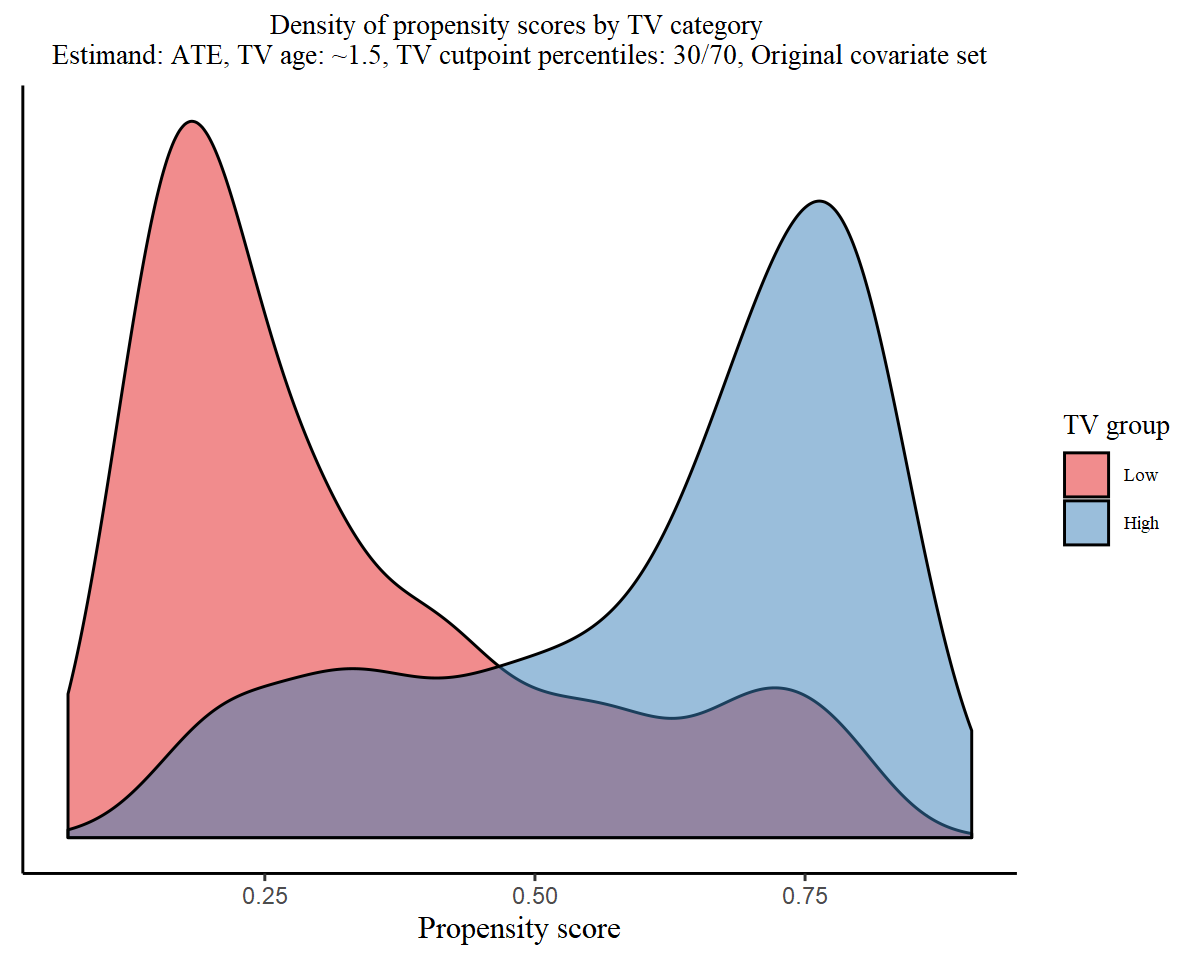 Density of propensity scores by TV category
Estimand: ATE, TV age: ~1.5, TV cutpoint percentiles: 30/70, Original covariate set
TV group
Low
High
0.25 0.50 0.75
Propensity score